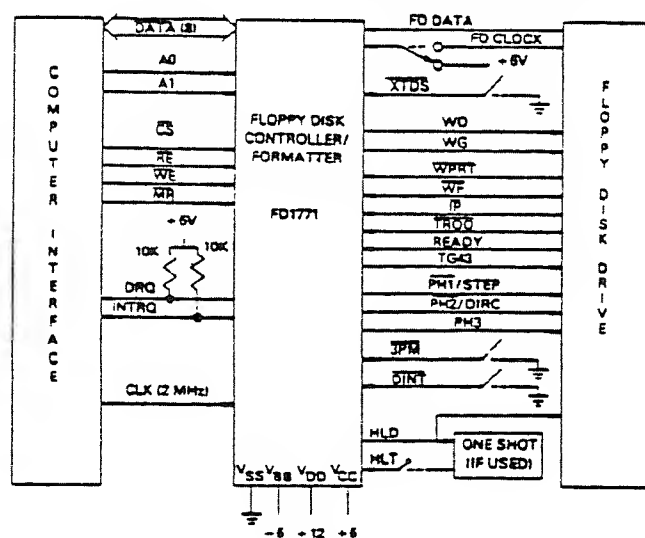 COMPUTER INTERFACE
DATA (8)
A0
A1
CS
RE
WE
MR
+5V
10K
10K
DRQ
INTRQ
CLK (2 MHz)
FLOPPY DISK
CONTROLLER/
FORMATTER
FD1771
VSS
VBB
VDD
VCC
-5
+12
+5
FD DATA
FD CLOCK
+5V
XTDS
WD
WG
WPRT
WF
IP
TR00
READY
TG43
PH1/STEP
PH2/DIRC
PH3
3PM
DINT
HLD
HLT
ONE SHOT
(IF USED)
FLOPPY DISK DRIVE